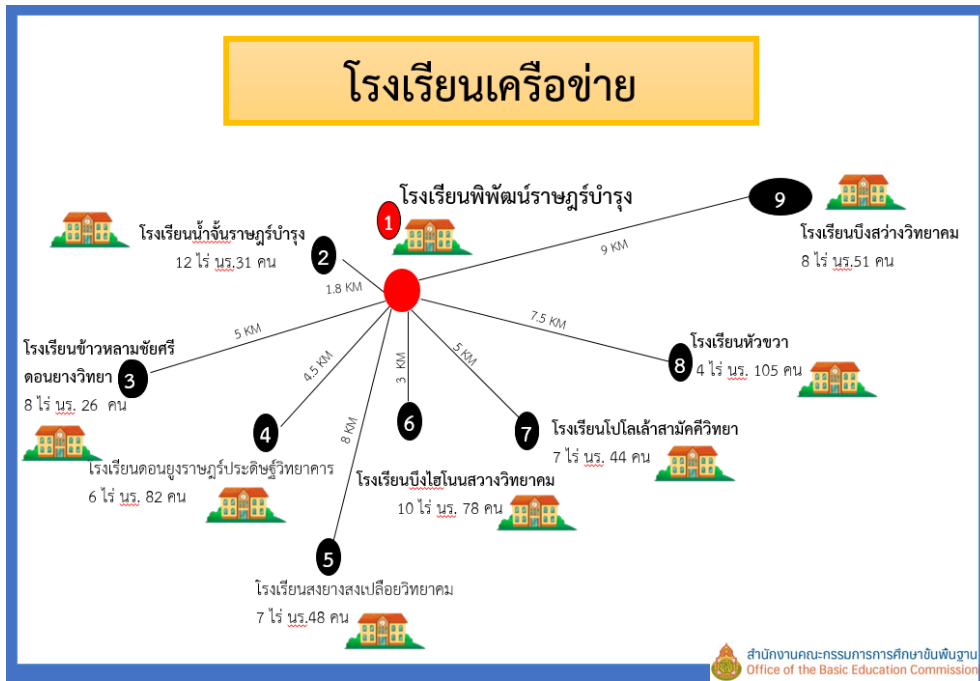 โรงเรียนเครือข่าย
1
โรงเรียนพิพัฒน์ราษฎร์บำรุง
2
โรงเรียนน้ำจั้นราษฎร์บำรุง
12 ไร่ นร.31 คน
1.8 KM
9
โรงเรียนบึงสว่างวิทยาคม
8 ไร่ นร.51 คน
9 KM
3
โรงเรียนข้าวหลามชัยศรี
ดอนยางวิทยา
8 ไร่ นร. 26 คน
5 KM
4
โรงเรียนดอนยูงราษฎร์ประดิษฐ์วิทยาคาร
6 ไร่ นร. 82 คน
4.5 KM
5
โรงเรียนสงยางสงเปลือยวิทยาคม
7 ไร่ นร.48 คน
8 KM
6
โรงเรียนบึงไฮโนนสวางวิทยาคม
10 ไร่ นร. 78 คน
3 KM
7
โรงเรียนโปโลเล้าสามัคคีวิทยา
7 ไร่ นร. 44 คน
5 KM
8
โรงเรียนหัวขวา
4 ไร่ นร. 105 คน
7.5 KM
สำนักงานคณะกรรมการการศึกษาขั้นพื้นฐาน
Office of the Basic Education Commission